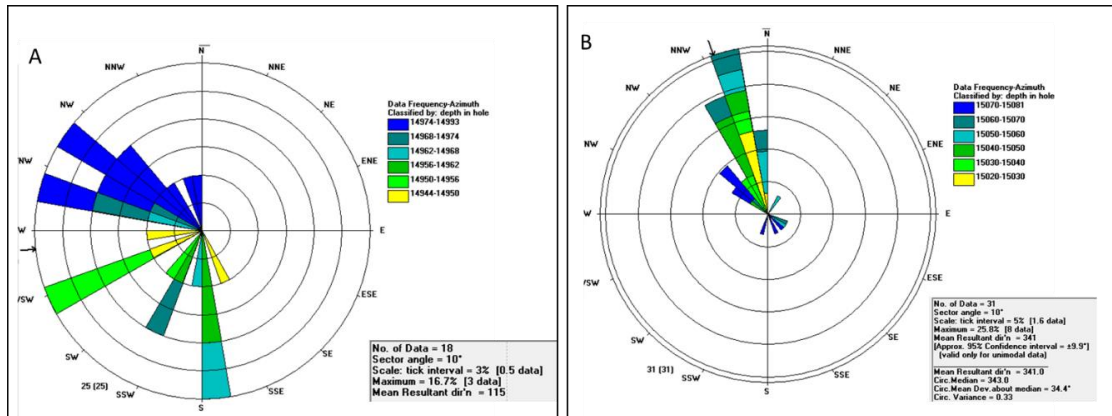 A
N
NNW
NNE
NW
NE
NW
ENE
W
E
/SW
ESE
SW
SE
SSW
SSE
S
25 (25)
Data Frequency-Azimuth
Classified by: depth in hole
14974-14993
14968-14974
14962-14968
14956-14962
14950-14956
14944-14950
No. of Data = 18
Sector angle = 10°
Scale: tick interval = 3% [0.5 data]
Maximum = 16.7% [3 data]
Mean Resultant dir'n = 115
B
N
NNW
NNE
NW
NE
NW
ENE
W
E
WSW
ESE
SW
SE
SSW
SSE
S
31 (31)
Data Frequency-Azimuth
Classified by: depth in hole
15070-15081
15060-15070
15050-15060
15040-15050
15030-15040
15020-15030
No. of Data = 31
Sector angle = 10°
Scale: tick interval = 5% [1.6 data]
Maximum = 25.8% [8 data]
Mean Resultant dir'n = 341
[Approx. 95% Confidence interval = ±9.9°]
(valid only for unimodal data)
Mean Resultant dir'n = 341.0
Circ.Median = 343.0
Circ.Mean Dev.about median = 34.4°
Circ. Variance = 0.33